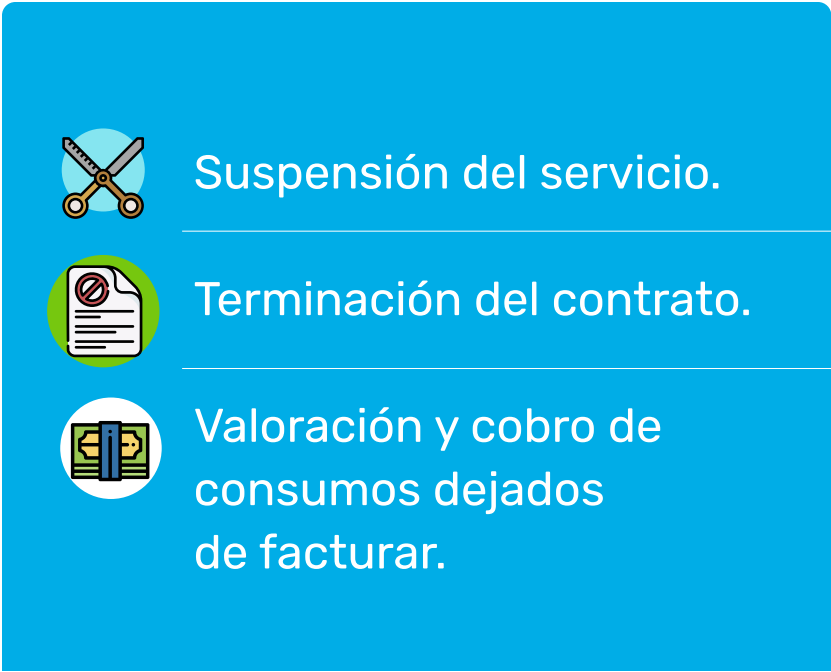 Suspensión del servicio.
Terminación del contrato.
Valoración y cobro de
consumos dejados
de facturar.